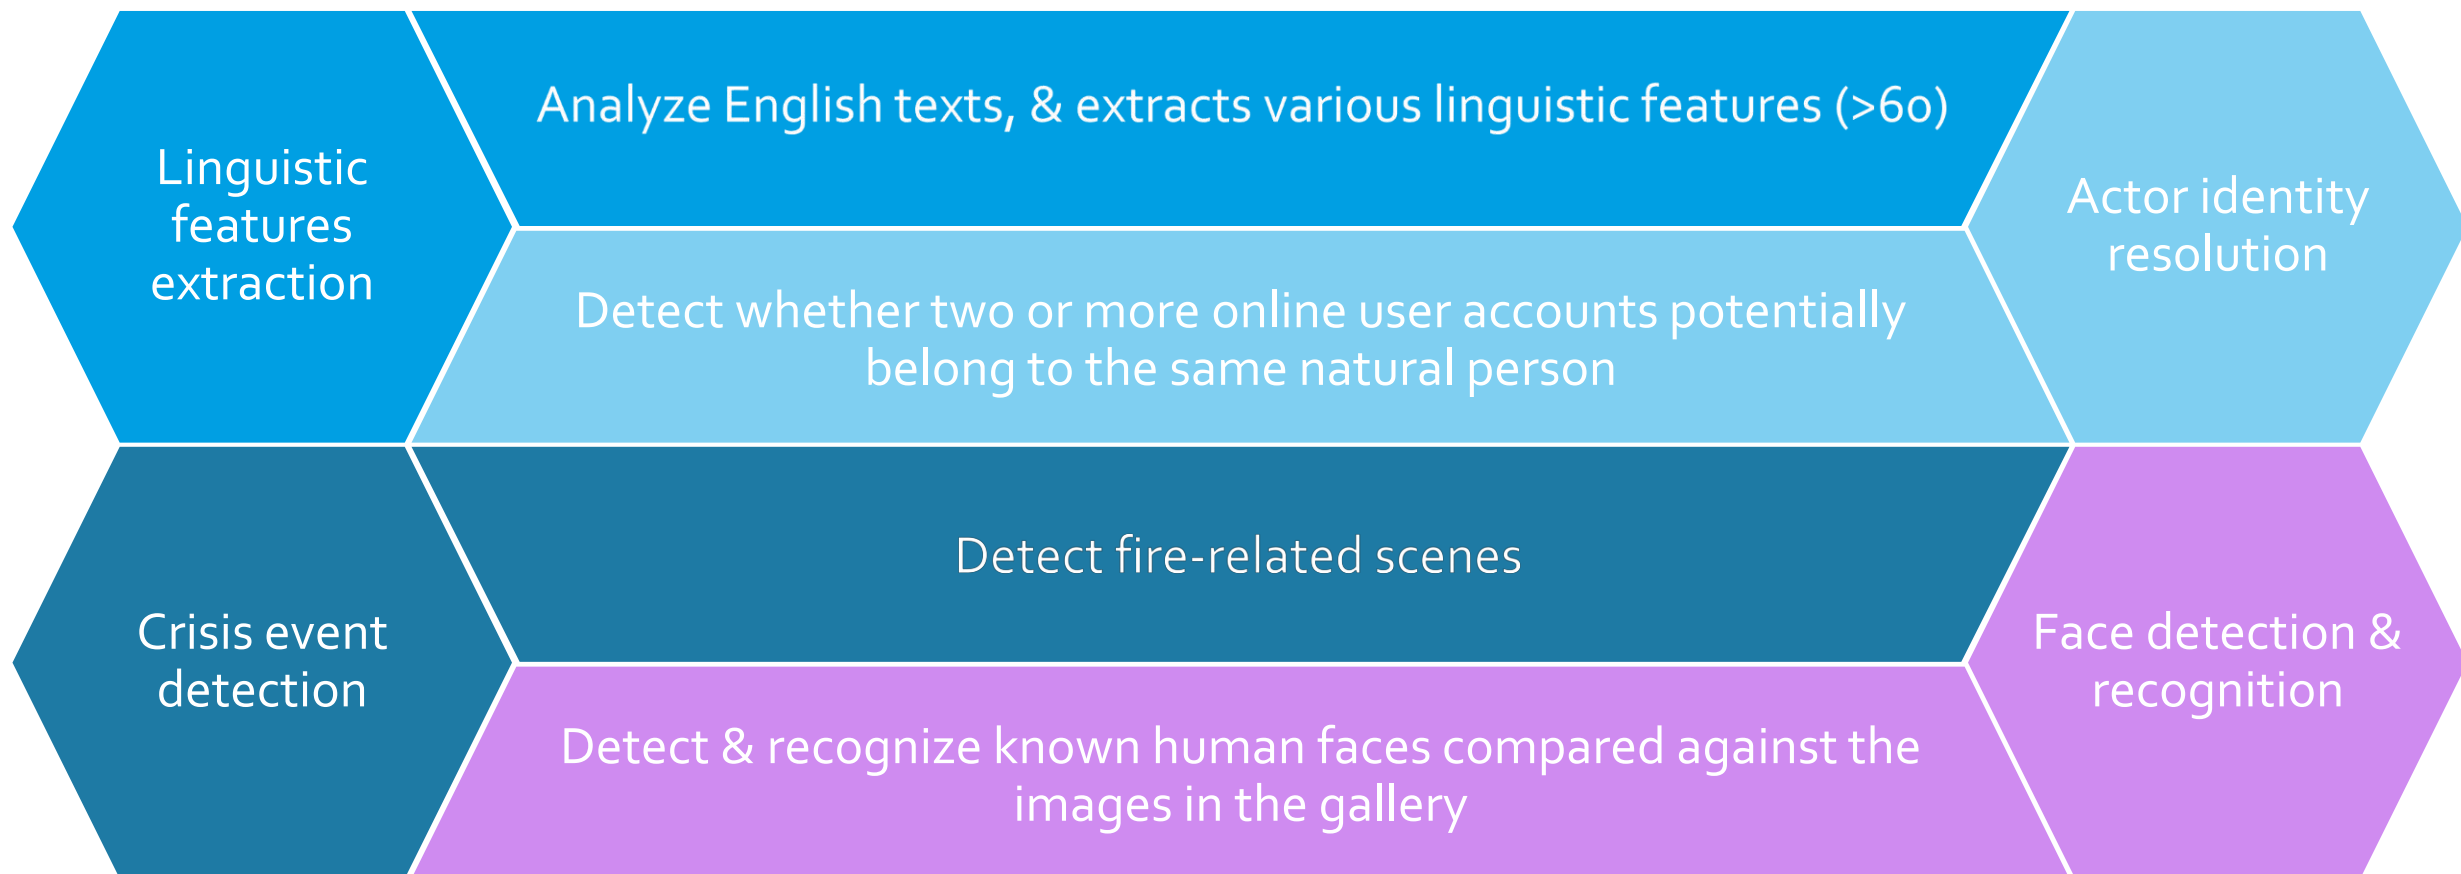 Linguistic
features
extraction
Analyze English texts, & extracts various linguistic features (>60)
Actor identity
resolution
Detect whether two or more online user accounts potentially
belong to the same natural person
Crisis event
detection
Detect fire-related scenes
Face detection &
recognition
Detect & recognize known human faces compared against the
images in the gallery